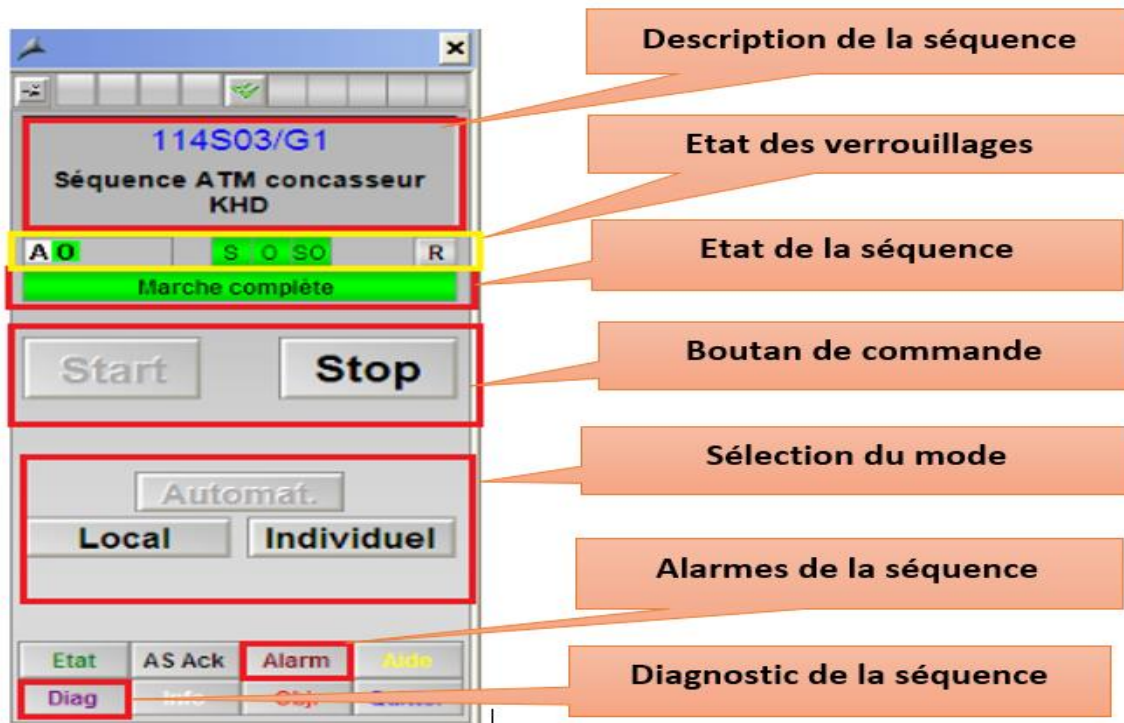 Description de la séquence
114S03/G1
Séquence ATM concasseur
KHD
Etat des verrouillages
A O S O SO R
Etat de la séquence
Marche complète
Start Stop
Boutan de commande
Sélection du mode
Automat.
Local Individuel
Alarmes de la séquence
Etat AS Ack Alarm Aide
Diag Info Obj.
Diagnostic de la séquence